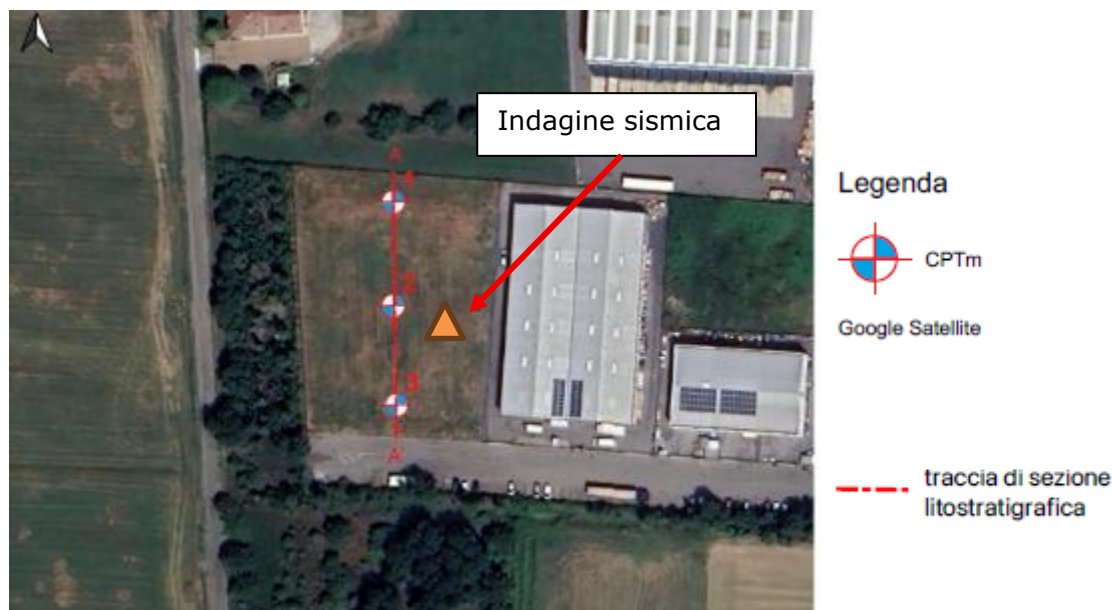 Indagine sismica
A
1
2
3
A'
Legenda
CPTm
Google Satellite
traccia di sezione
litostratigrafica